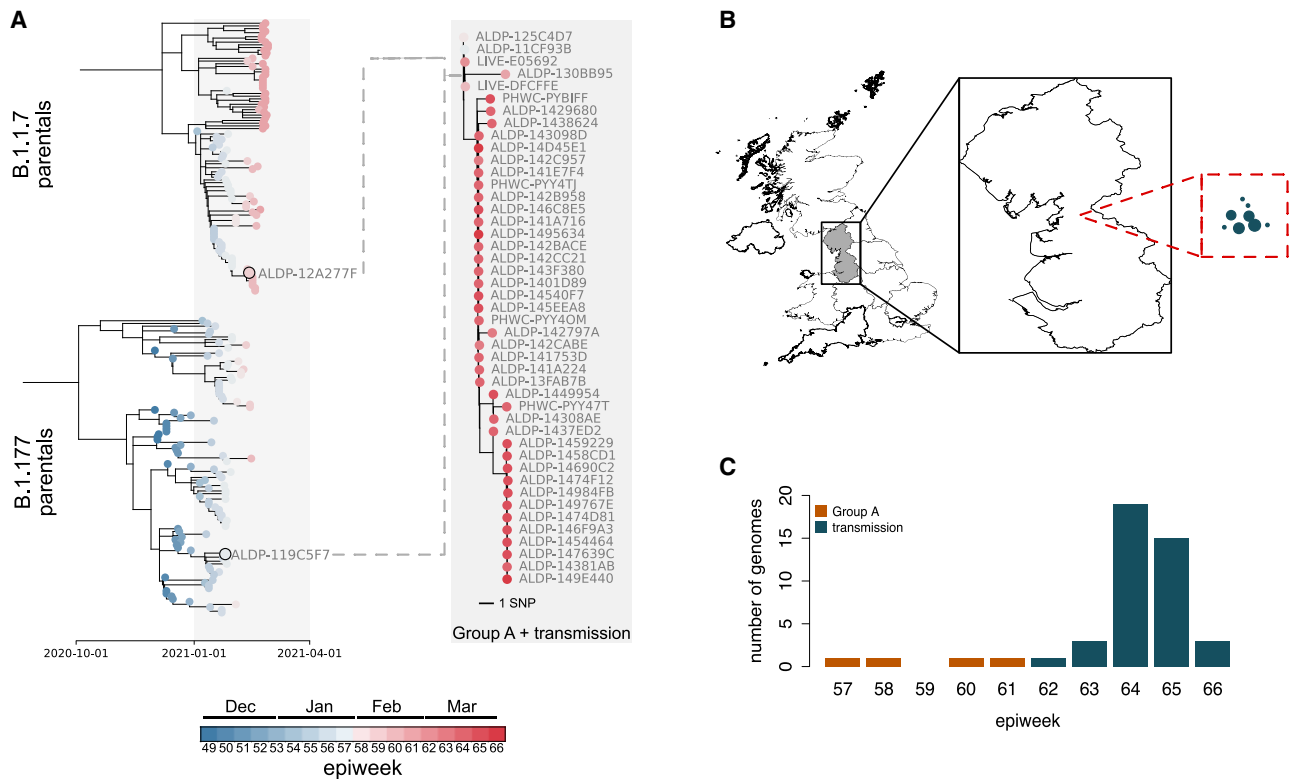 A
B.1.1.7
parentals
ALDP-12A277F
B.1.177
parentals
ALDP-119C5F7
2020-10-01
2021-01-01
2021-04-01
ALDP-125C4D7
ALDP-11CF93B
LIVE-E05692
ALDP-130BB95
LIVE-DFCFFE
PHWC-PYBIFF
ALDP-1429680
ALDP-1438624
ALDP-143098D
ALDP-14D45E1
ALDP-142C957
ALDP-141E7F4
PHWC-PYY4TJ
ALDP-142B958
ALDP-146C8E5
ALDP-141A716
ALDP-1495634
ALDP-142BACE
ALDP-142CC21
ALDP-143F380
ALDP-1401D89
ALDP-14540F7
ALDP-145EEA8
PHWC-PYY4OM
ALDP-142797A
ALDP-142CABE
ALDP-141753D
ALDP-141A224
ALDP-13FAB7B
ALDP-1449954
PHWC-PYY47T
ALDP-14308AE
ALDP-1437ED2
ALDP-1459229
ALDP-1458CD1
ALDP-14690C2
ALDP-1474F12
ALDP-14984FB
ALDP-149767E
ALDP-1474D81
ALDP-146F9A3
ALDP-1454464
ALDP-147639C
ALDP-14381AB
ALDP-149E440
1 SNP
Group A + transmission
Dec Jan Feb Mar
49 50 51 52 53 54 55 56 57 58 59 60 61 62 63 64 65 66
epiweek
B
C
number of genomes
20
15
10
5
0
Group A
transmission
57 58 59 60 61 62 63 64 65 66
epiweek